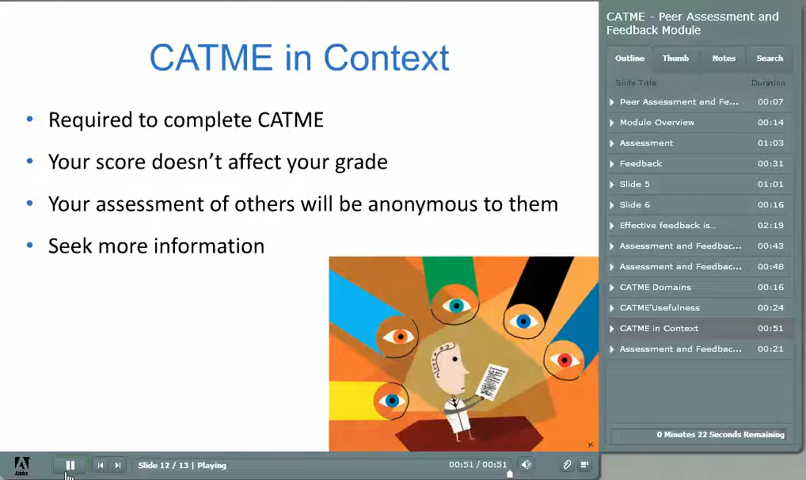 CATME in Context
• Required to complete CATME
• Your score doesn't affect your grade
• Your assessment of others will be anonymous to them
• Seek more information
CATME - Peer Assessment and
Feedback Module
Outline Thumb Notes Search
Slide Title Duration
Peer Assessment and Fe... 00:07
Module Overview 00:14
Assessment 01:03
Feedback 00:31
Slide 5 01:01
Slide 6 00:16
Effective feedback is... 02:19
Assessment and Feedbac... 00:43
Assessment and Feedbac... 00:48
CATME Domains 00:16
CATME'Usefulness 00:24
CATME in Context 00:51
Assessment and Feedbac... 00:21
0 Minutes 22 Seconds Remaining
Adobe
Slide 12 / 13 | Playing
00:51 / 00:51